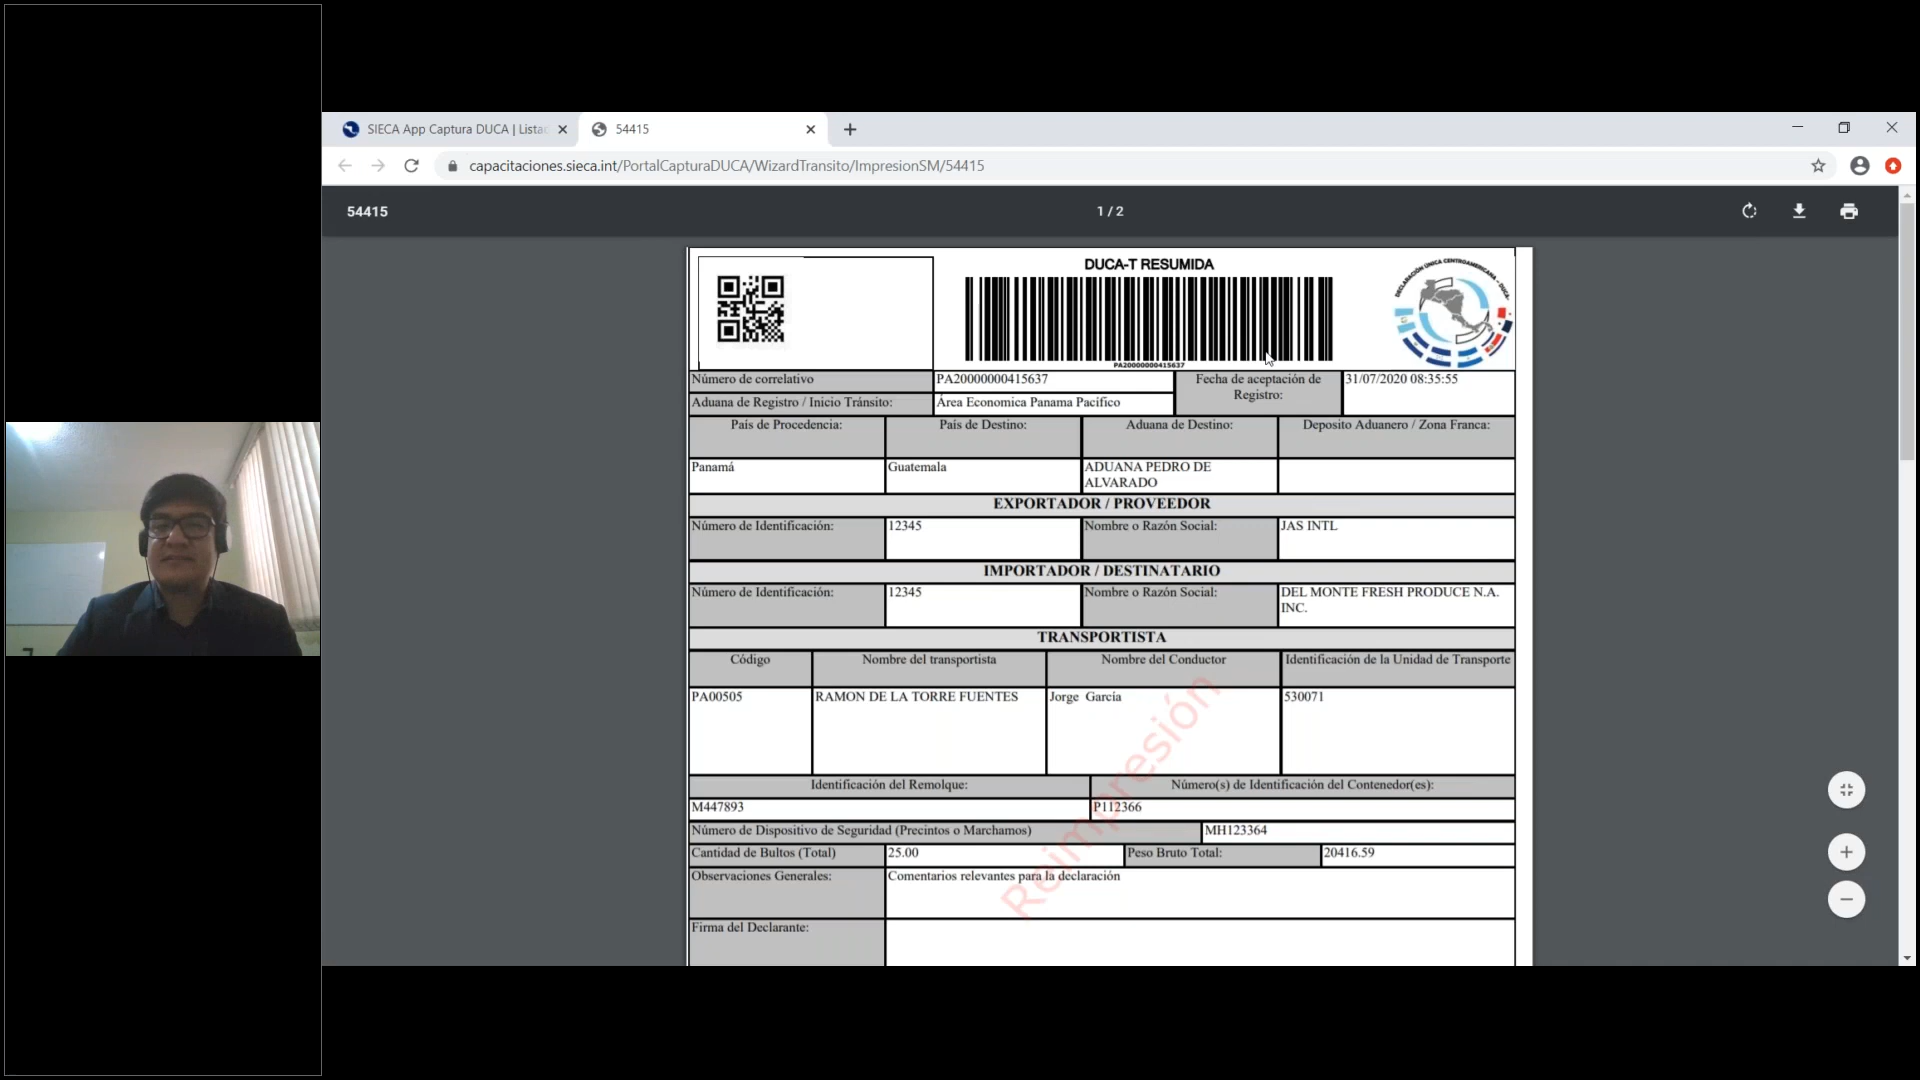 SIECA App Captura DUCA | Lista
54415
capacitaciones.sieca.int/PortalCapturaDUCA/WizardTransito/ImpresionSM/54415
54415
1 / 2
DUCA-T RESUMIDA
DECLARACIÓN ÚNICA CENTROAMERICANA - DUCA-
PA20000000415637
Número de correlativo
PA20000000415637
Fecha de aceptación de
Registro:
31/07/2020 08:35:55
Aduana de Registro / Inicio Tránsito:
Área Economica Panama Pacífico
País de Procedencia:
País de Destino:
Aduana de Destino:
Deposito Aduanero / Zona Franca:
Panamá
Guatemala
ADUANA PEDRO DE
ALVARADO
EXPORTADOR / PROVEEDOR
Número de Identificación:
12345
Nombre o Razón Social:
JAS INTL
IMPORTADOR / DESTINATARIO
Número de Identificación:
12345
Nombre o Razón Social:
DEL MONTE FRESH PRODUCE N.A.
INC.
TRANSPORTISTA
Código
Nombre del transportista
Nombre del Conductor
Identificación de la Unidad de Transporte
PA00505
RAMON DE LA TORRE FUENTES
Jorge García
530071
Identificación del Remolque:
Número(s) de Identificación del Contenedor(es):
M447893
P112366
Número de Dispositivo de Seguridad (Precintos o Marchamos)
MH123364
Cantidad de Bultos (Total)
25.00
Peso Bruto Total:
20416.59
Observaciones Generales:
Comentarios relevantes para la declaración
Firma del Declarante:
Reimpresión